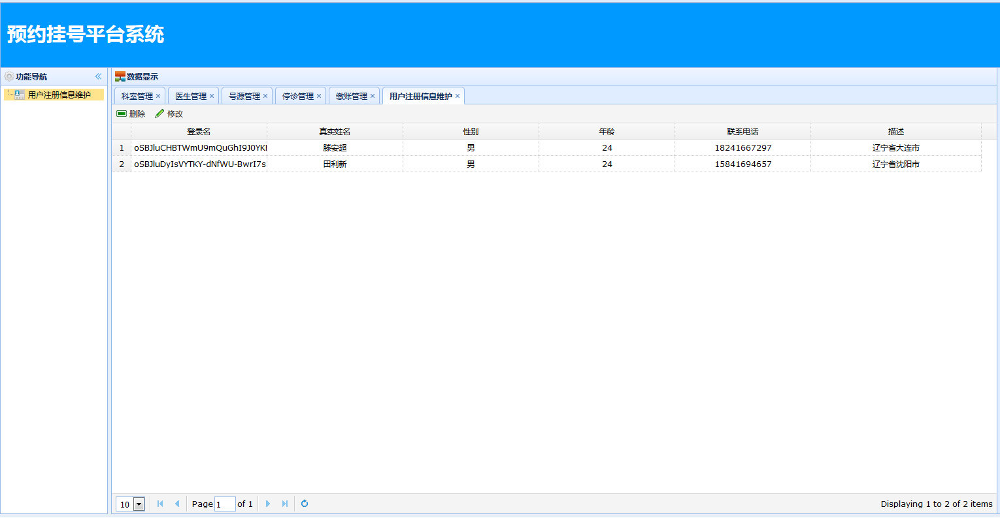 预约挂号平台系统
功能导航
用户注册信息维护
数据显示
科室管理 医生管理 号源管理 停诊管理 缴账管理 用户注册信息维护
删除 修改
登录名 真实姓名 性别 年龄 联系电话 描述
1 oSBJluCHBTWmU9mQuGhI9J0YKI 滕安超 男 24 18241667297 辽宁省大连市
2 oSBJluDyIsVYTKY-dNfWU-BwrI7s 田利新 男 24 15841694657 辽宁省沈阳市
10 Page 1 of 1 Displaying 1 to 2 of 2 items